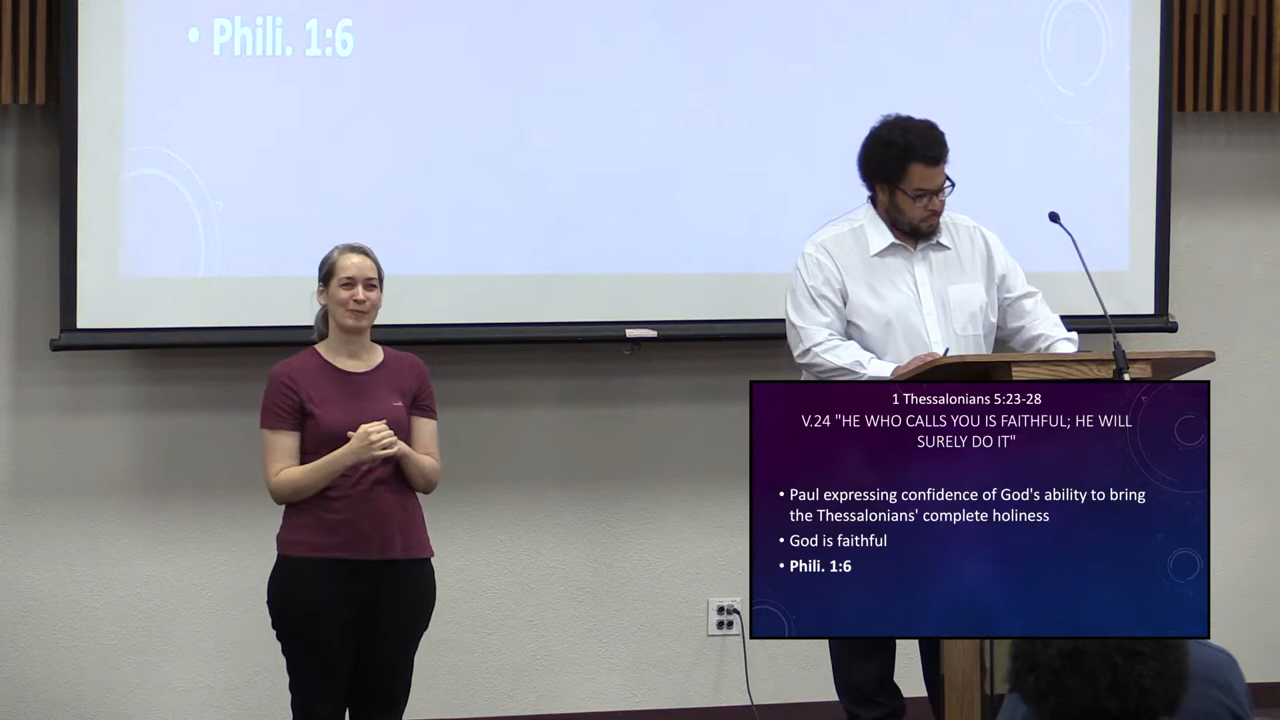 • Phili. 1:6
1 Thessalonians 5:23-28
V.24 "HE WHO CALLS YOU IS FAITHFUL; HE WILL
SURELY DO IT"
• Paul expressing confidence of God's ability to bring
the Thessalonians' complete holiness
• God is faithful
• Phili. 1:6